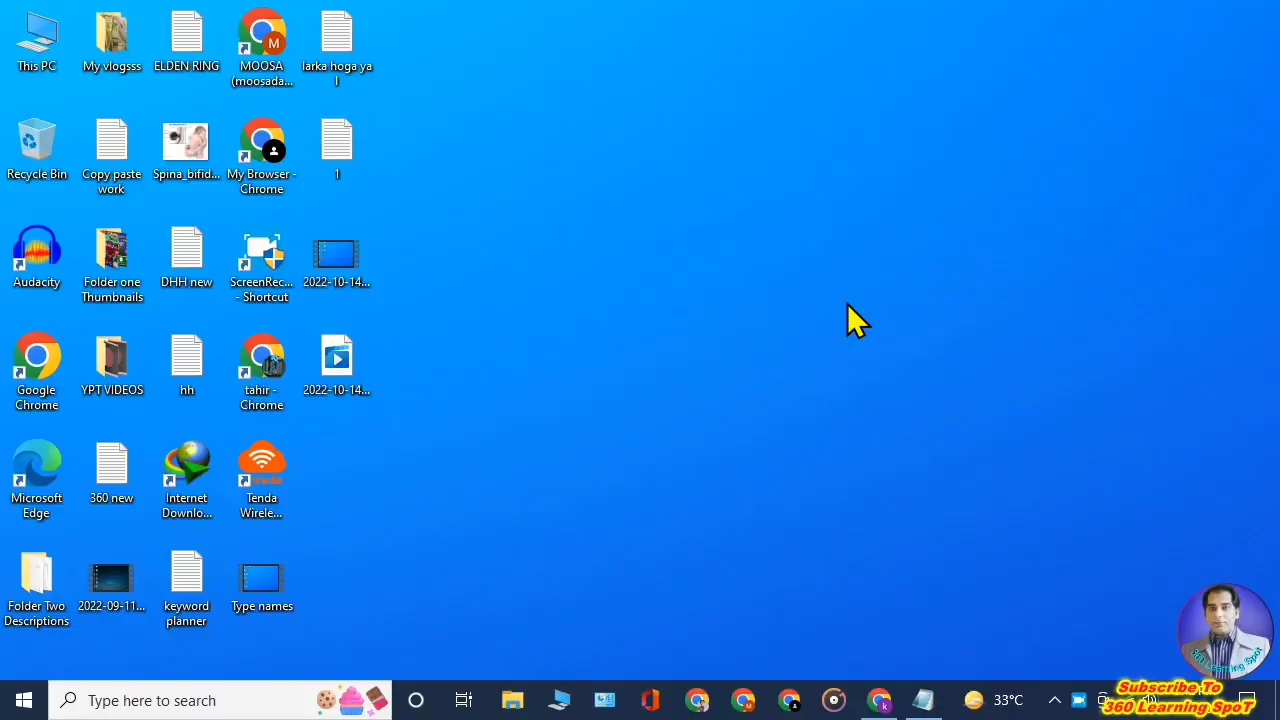 This PC
My vlogsss
ELDEN RING
MOOSA
(moosada...
larka hoga ya
l
Recycle Bin
Copy paste
work
Spina_bifid...
My Browser -
Chrome
1
Audacity
Folder one
Thumbnails
DHH new
ScreenRec...
- Shortcut
2022-10-14...
Google
Chrome
YPT VIDEOS
hh
tahir -
Chrome
2022-10-14...
Microsoft
Edge
360 new
Internet
Downlo...
Tenda
Wirele...
Folder Two
Descriptions
2022-09-11...
keyword
planner
Type names
360 Learning Spot
Type here to search
33°C
Subscribe To
360 Learning SpoT